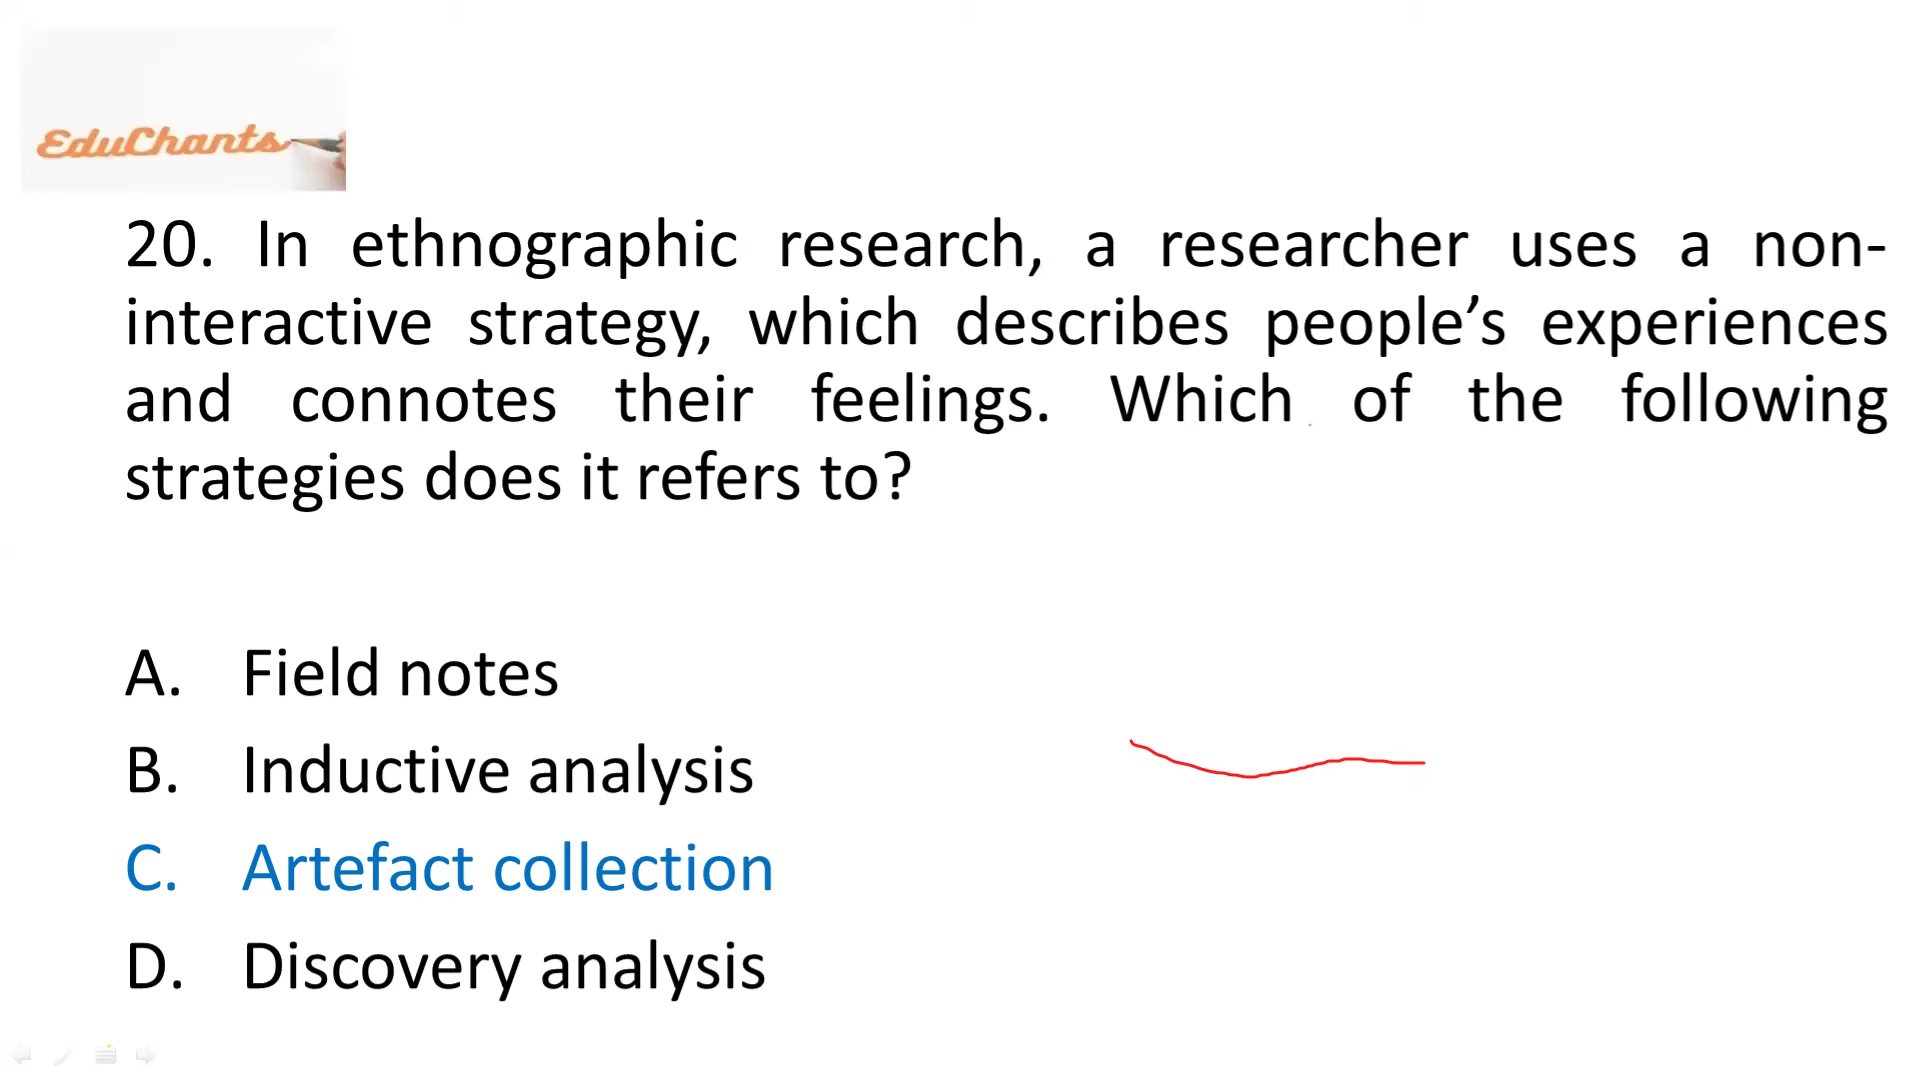 EduChants
20. In ethnographic research, a researcher uses a non-
interactive strategy, which describes people’s experiences
and connotes their feelings. Which of the following
strategies does it refers to?
A. Field notes
B. Inductive analysis
C. Artefact collection
D. Discovery analysis